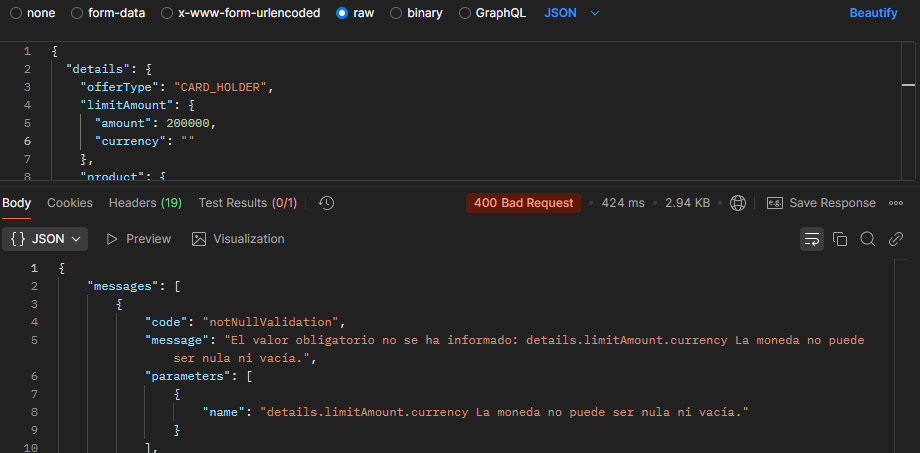 none form-data x-www-form-urlencoded raw binary GraphQL JSON Beautify
1 {
2 "details": {
3 "offerType": "CARD_HOLDER",
4 "limitAmount": {
5 "amount": 200000,
6 "currency": ""
7 },
8 "product": {
Body Cookies Headers (19) Test Results (0/1) 400 Bad Request • 424 ms • 2.94 KB • e.g. Save Response
{} JSON Preview Visualization
1 {
2 "messages": [
3 {
4 "code": "notNullValidation",
5 "message": "El valor obligatorio no se ha informado: details.limitAmount.currency La moneda no puede
ser nula ni vacía.",
6 "parameters": [
7 {
8 "name": "details.limitAmount.currency La moneda no puede ser nula ni vacía."
9 }
10 ],